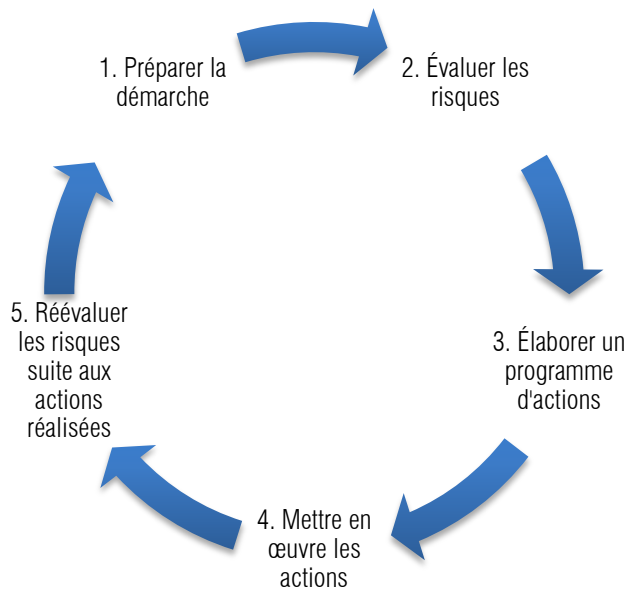 1. Préparer la
démarche
2. Évaluer les
risques
3. Élaborer un
programme
d'actions
4. Mettre en
œuvre les
actions
5. Réévaluer
les risques
suite aux
actions
réalisées